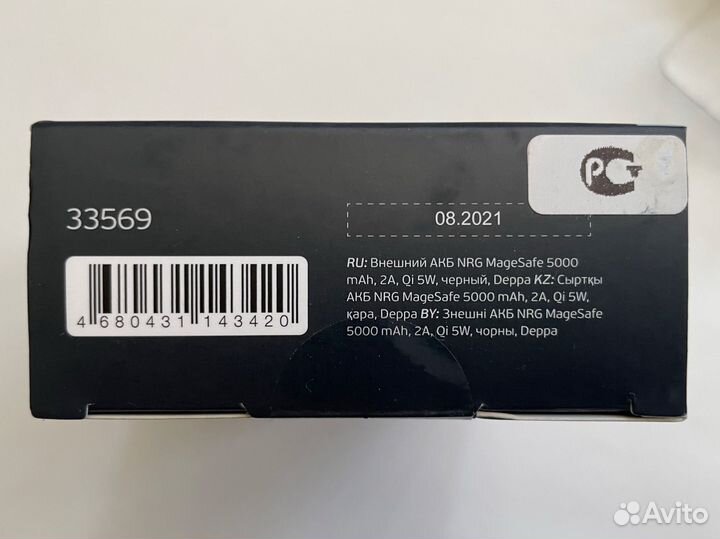 33569
08.2021
РСТ
4 680431 143420
RU: Внешний АКБ NRG MageSafe 5000
mAh, 2A, Qi 5W, черный, Deppa KZ: Сыртқы
АКБ NRG MageSafe 5000 mAh, 2A, Qi 5W,
қара, Deppa BY: Знешні АКБ NRG MageSafe
5000 mAh, 2A, Qi 5W, чорны, Deppa
Avito